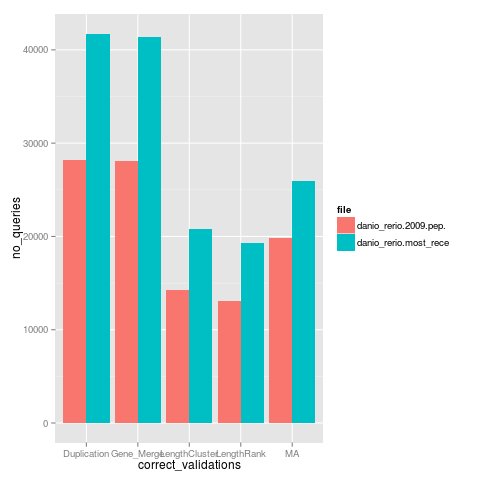 40000
30000
20000
10000
0
no_queries
Duplication Gene_Merge LengthCluster LengthRank MA
correct_validations
file
danio_rerio.2009.pep.
danio_rerio.most_rece